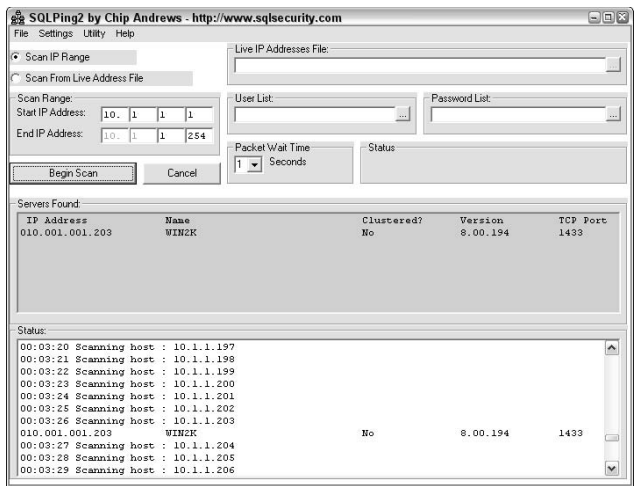 SQLPing2 by Chip Andrews - http://www.sqlsecurity.com
File Settings Utility Help
Scan IP Range
Scan From Live Address File
Live IP Addresses File:
...
Scan Range:
Start IP Address: 10. 1 1 1
End IP Address: 10. 1 1 254
User List:
...
Password List:
...
Packet Wait Time
1 Seconds
Status
Begin Scan Cancel
Servers Found:
IP Address Name Clustered? Version TCP Port
010.001.001.203 WIN2K No 8.00.194 1433
Status:
00:03:20 Scanning host : 10.1.1.197
00:03:21 Scanning host : 10.1.1.198
00:03:22 Scanning host : 10.1.1.199
00:03:23 Scanning host : 10.1.1.200
00:03:24 Scanning host : 10.1.1.201
00:03:25 Scanning host : 10.1.1.202
00:03:26 Scanning host : 10.1.1.203
010.001.001.203 WIN2K No 8.00.194 1433
00:03:27 Scanning host : 10.1.1.204
00:03:28 Scanning host : 10.1.1.205
00:03:29 Scanning host : 10.1.1.206